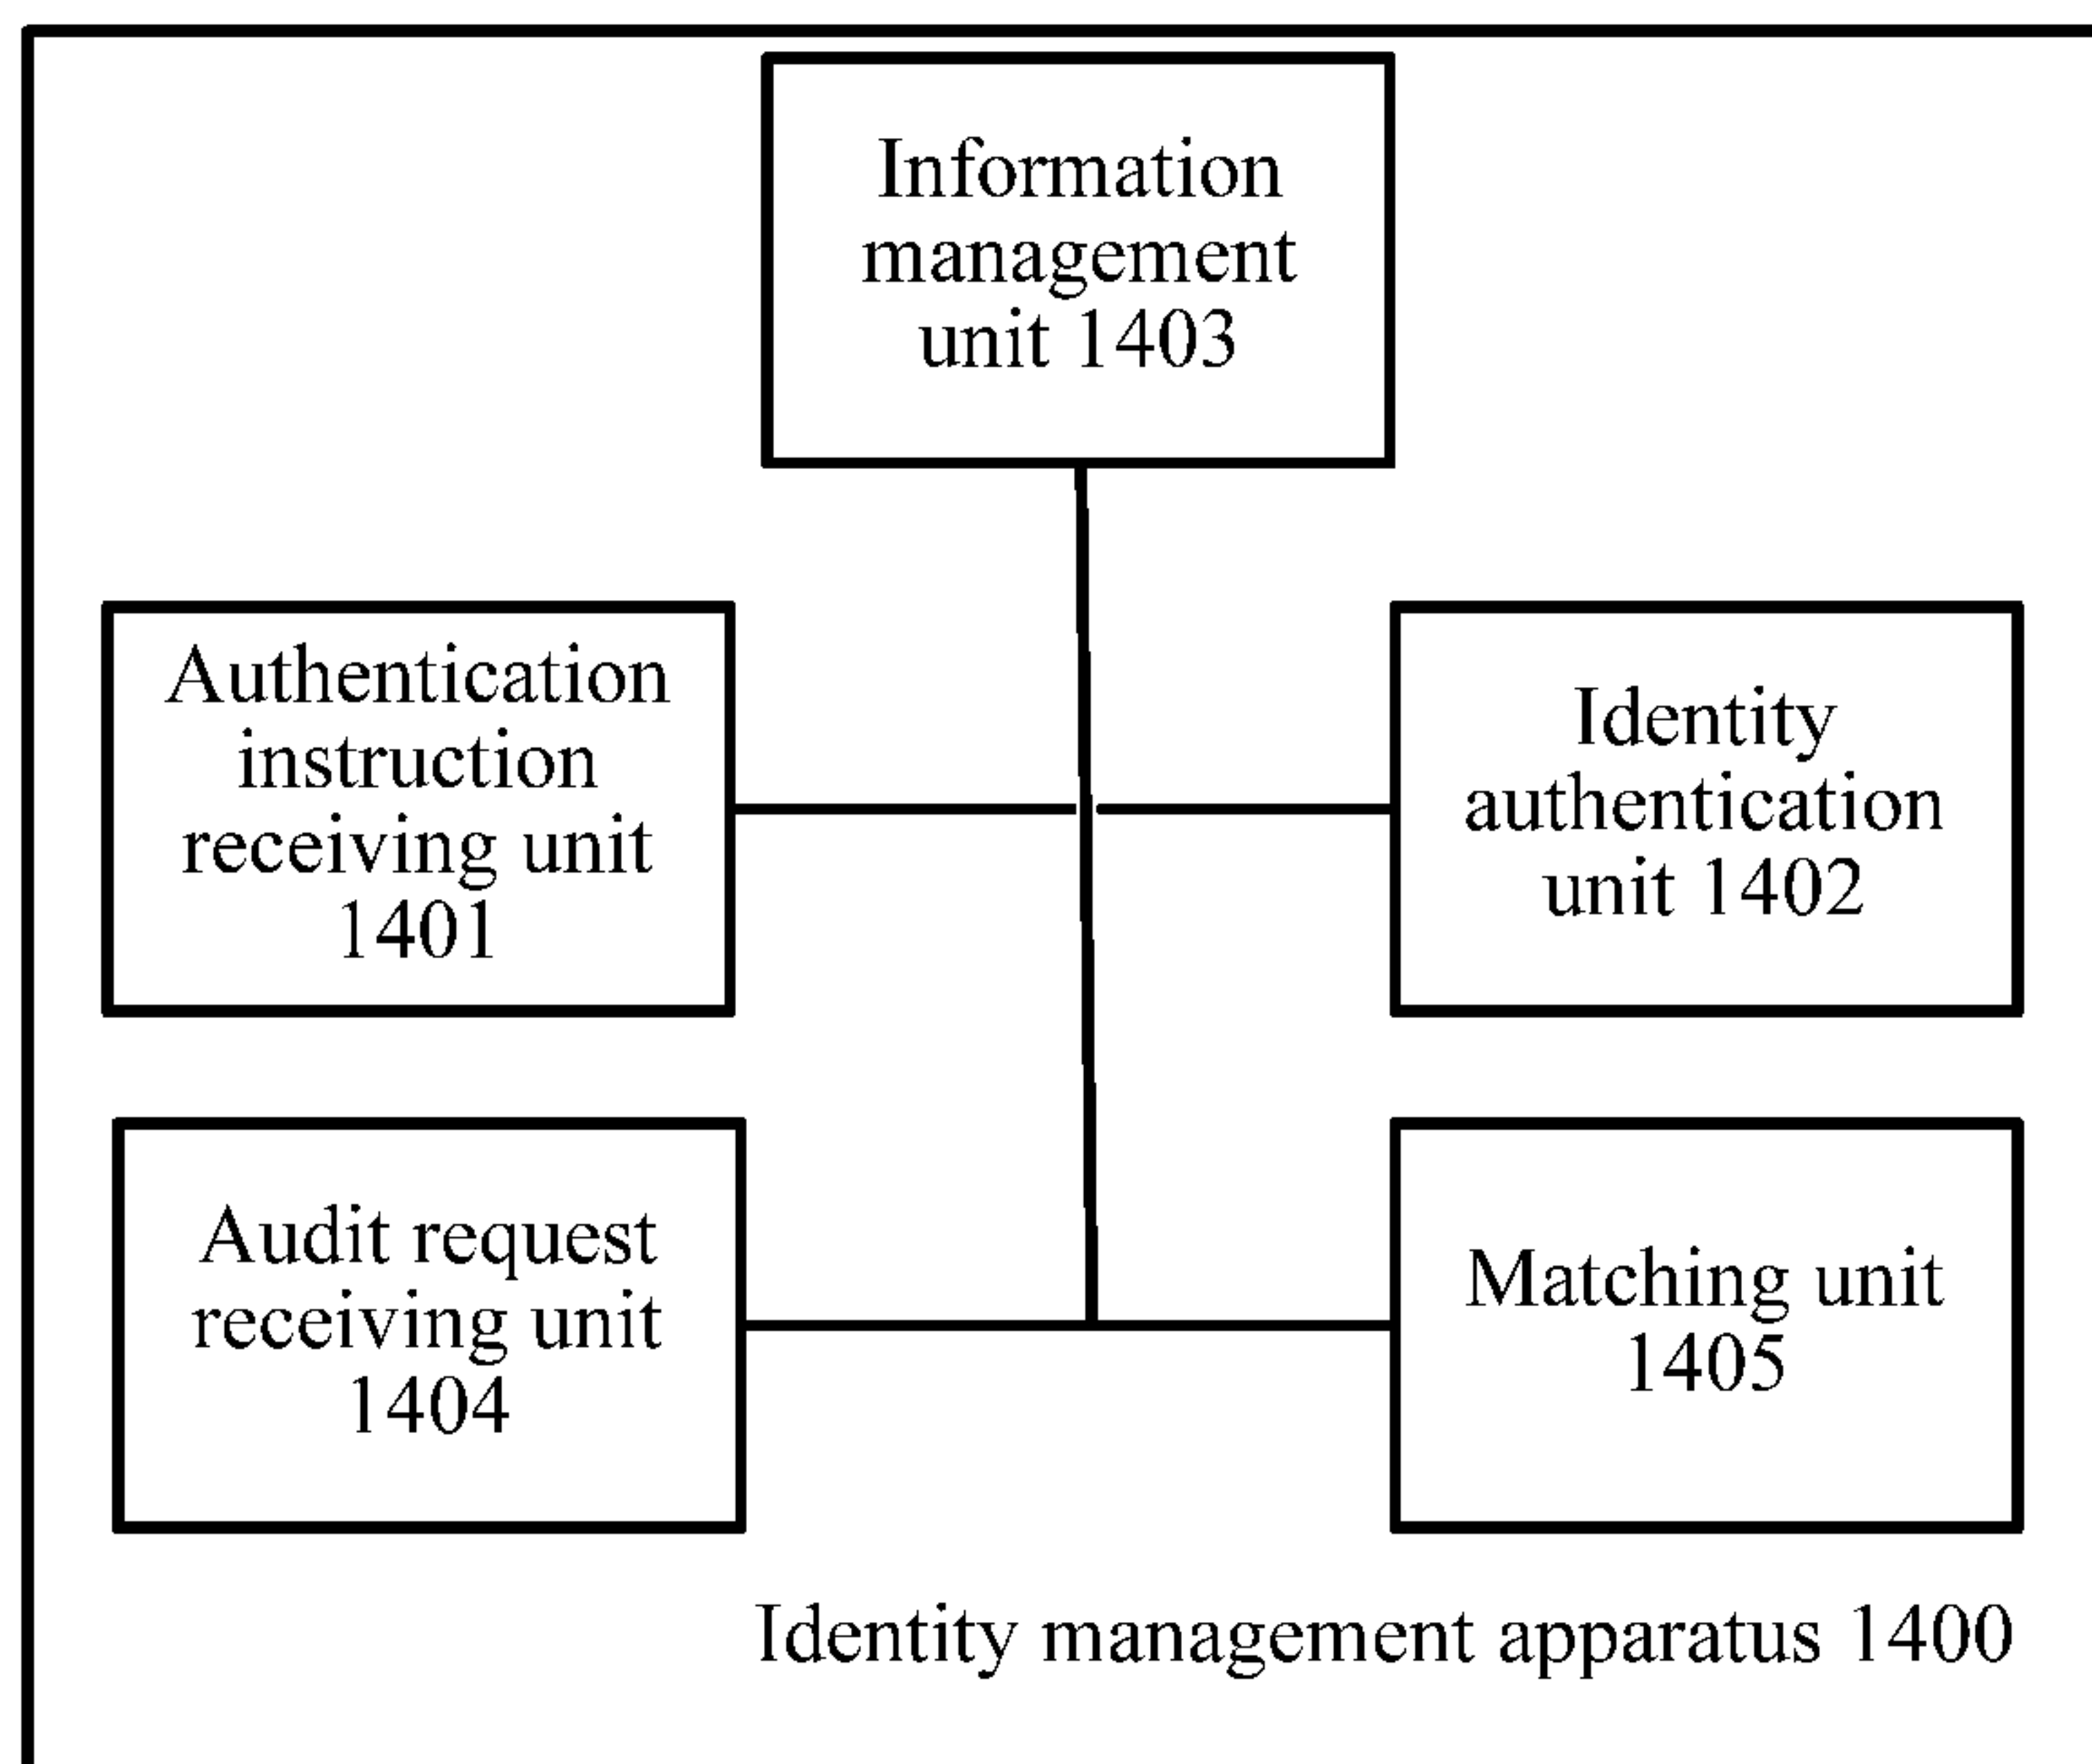 Information
management
unit 1403
Authentication
instruction
receiving unit
1401
Identity
authentication
unit 1402
Audit request
receiving unit
1404
Matching unit
1405
Identity management apparatus 1400